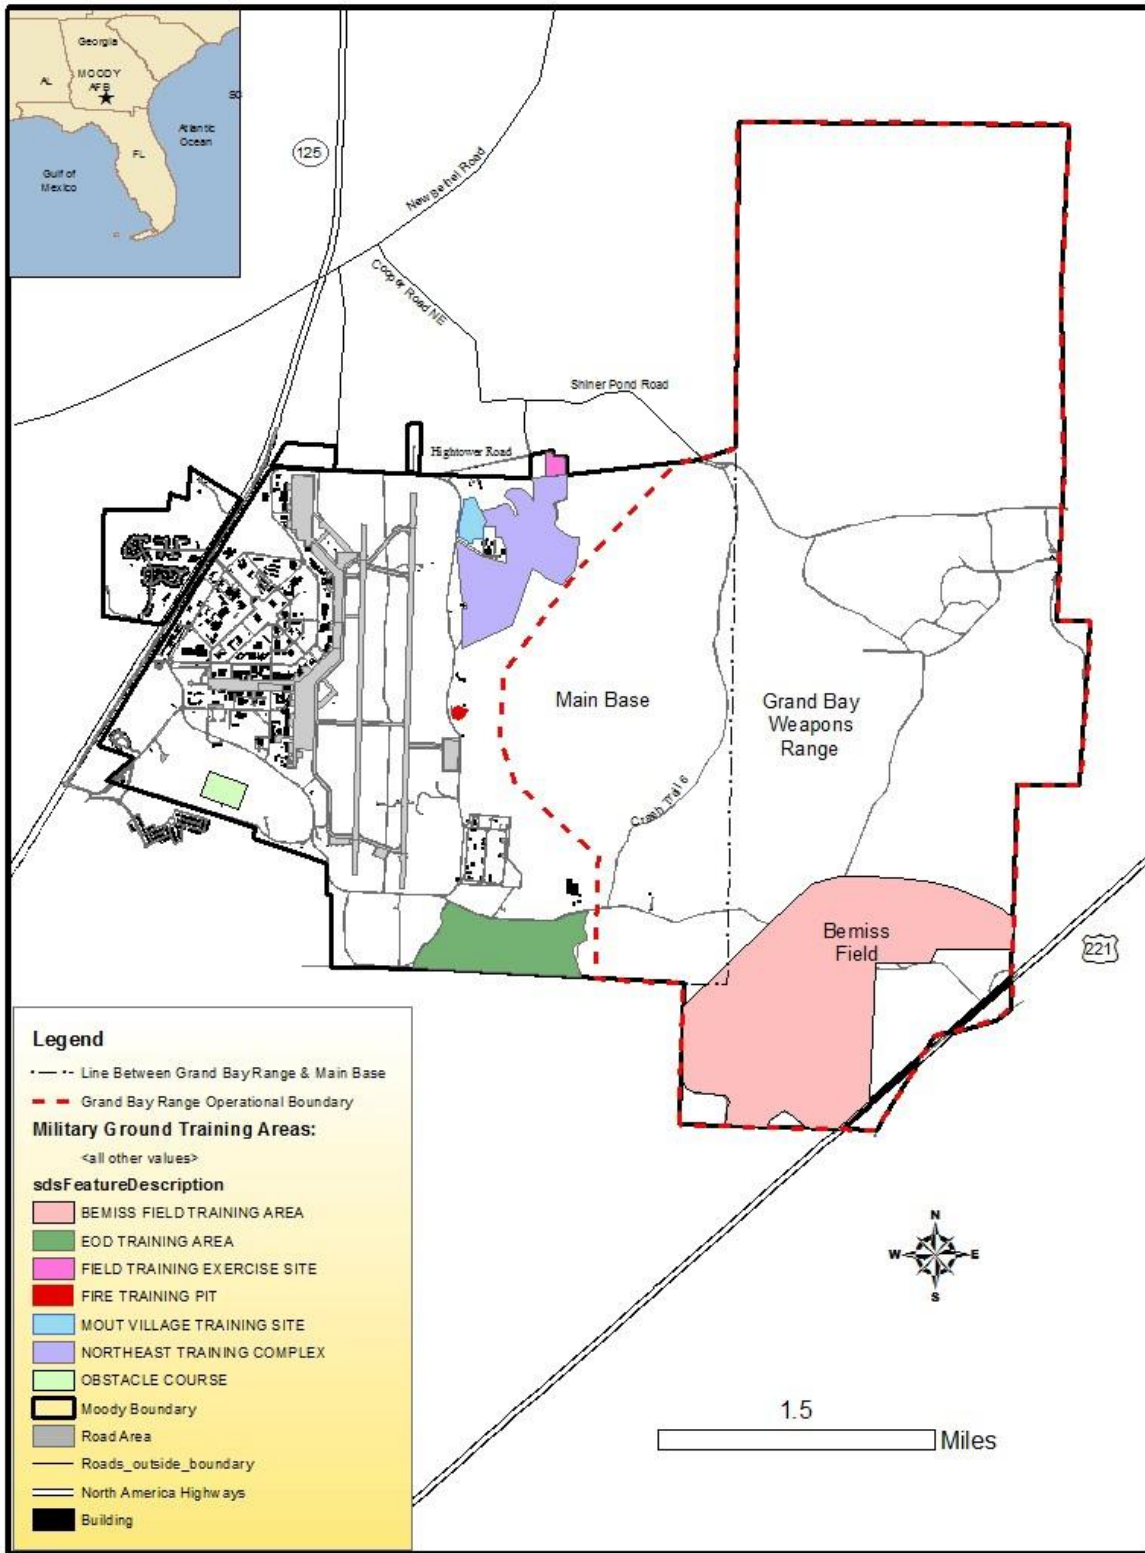 Georgia
AL
MOODY
AFB
SC
Atlantic
Ocean
FL
Gulf of
Mexico
125
New Bethel Road
Cooper Road NE
Shiner Pond Road
Hightower Road
Main Base
Grand Bay
Weapons
Range
Crash Trails
Bemiss
Field
221
Legend
Line Between Grand Bay Range & Main Base
Grand Bay Range Operational Boundary
Military Ground Training Areas:
<all other values>
sdsFeatureDescription
BEMISS FIELD TRAINING AREA
EOD TRAINING AREA
FIELD TRAINING EXERCISE SITE
FIRE TRAINING PIT
MOUT VILLAGE TRAINING SITE
NORTHEAST TRAINING COMPLEX
OBSTACLE COURSE
Moody Boundary
Road Area
Roads_outside_boundary
North America Highways
Building
N
W
E
S
1.5
Miles